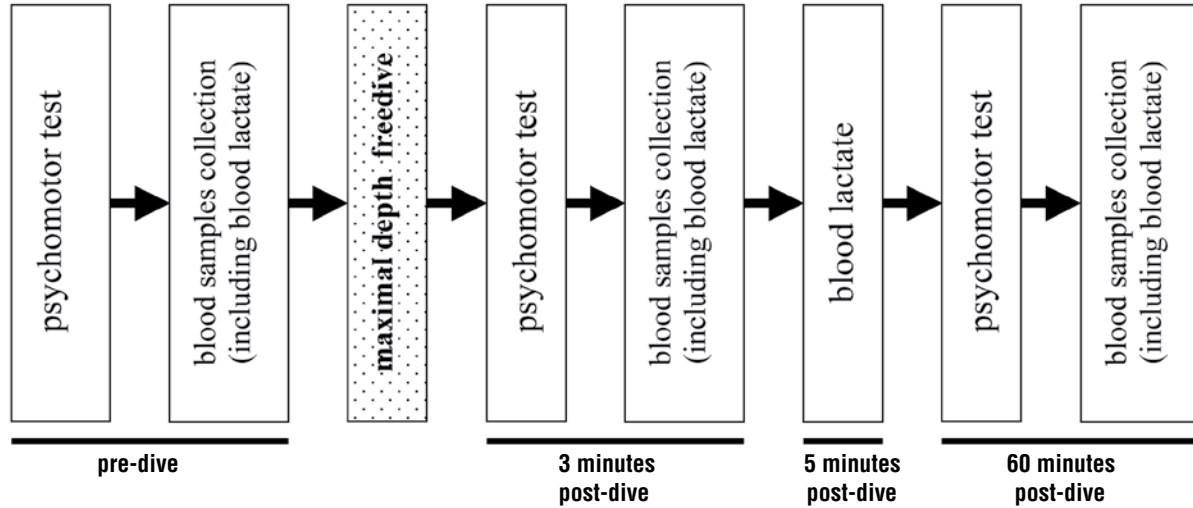 psychomotor test
blood samples collection
(including blood lactate)
maximal depth freedive
psychomotor test
blood samples collection
(including blood lactate)
blood lactate
psychomotor test
blood samples collection
(including blood lactate)
pre-dive
3 minutes
post-dive
5 minutes
post-dive
60 minutes
post-dive